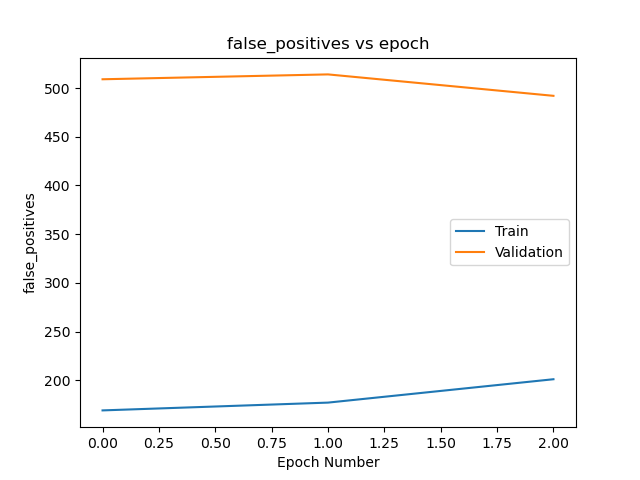 false_positives vs epoch
false_positives
500
450
400
350
300
250
200
Train
Validation
0.00 0.25 0.50 0.75 1.00 1.25 1.50 1.75 2.00
Epoch Number